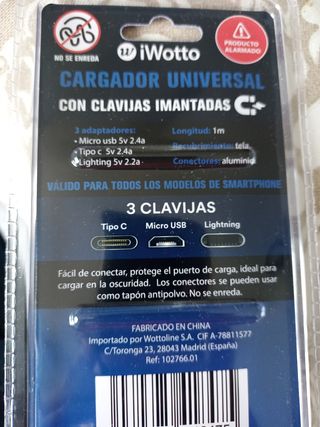 NO SE ENREDA
iW iWotto
PRODUCTO
ALARMADO
CARGADOR UNIVERSAL
CON CLAVIJAS IMANTADAS
3 adaptadores: Longitud: 1m
- Micro usb 5v 2.4a Recubrimiento: tela
- Tipo c 5v 2.4a Conectores: aluminio
- Lighting 5v 2.2a
VÁLIDO PARA TODOS LOS MODELOS DE SMARTPHONE
3 CLAVIJAS
Tipo C Micro USB Lightning
Fácil de conectar, protege el puerto de carga, ideal para
cargar en la oscuridad. Los conectores se pueden usar
como tapón antipolvo. No se enreda.
FABRICADO EN CHINA
Importado por Wottoline S.A. CIF A-78811577
C/Toronga 23, 28043 Madrid (España)
Ref: 102766.01